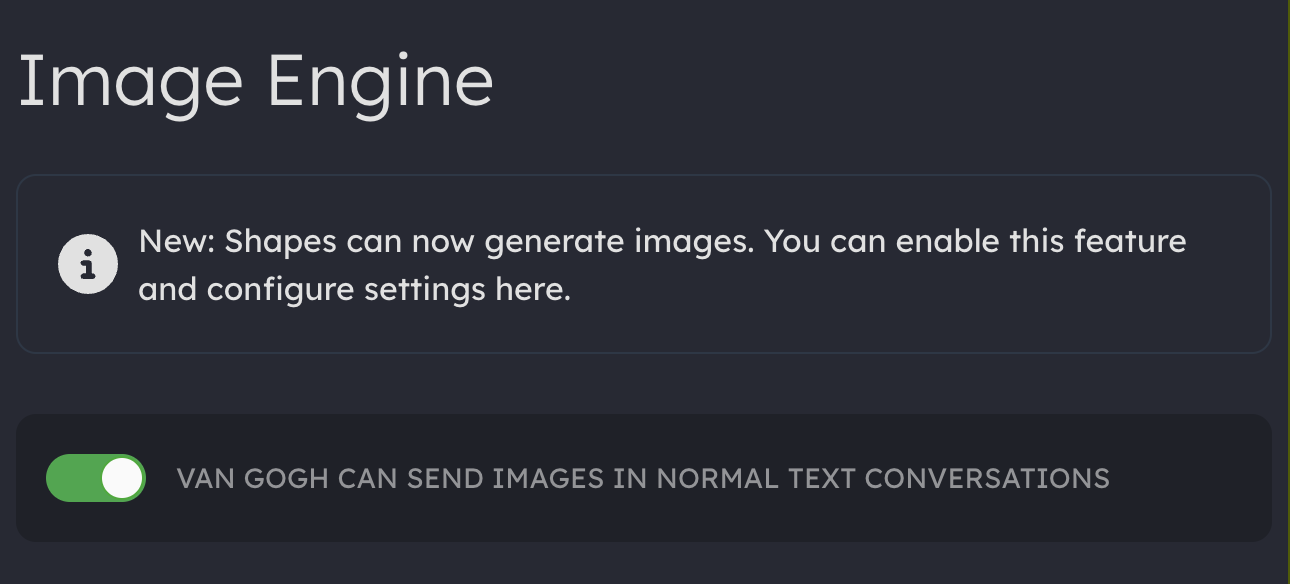 Image Engine
New: Shapes can now generate images. You can enable this feature
and configure settings here.
VAN GOGH CAN SEND IMAGES IN NORMAL TEXT CONVERSATIONS